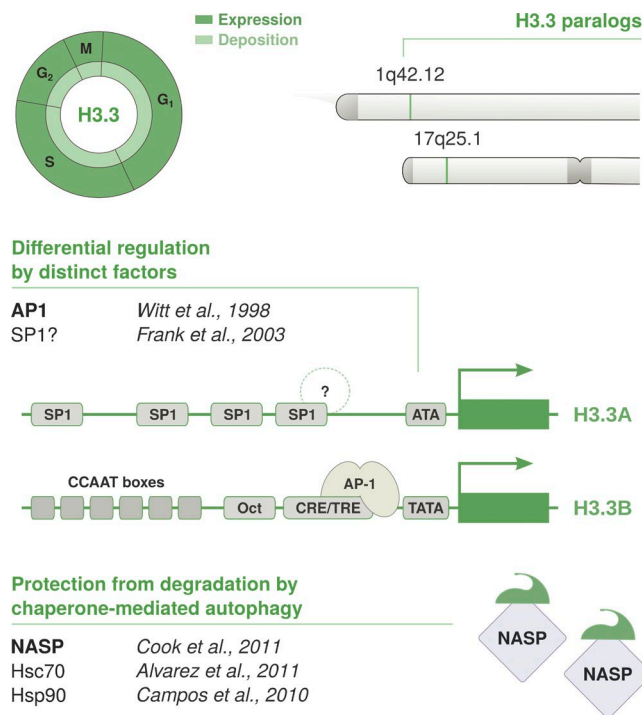 Expression
Deposition
H3.3 paralogs
M
G2
G1
S
H3.3
1q42.12
17q25.1
Differential regulation
by distinct factors
AP1 Witt et al., 1998
SP1? Frank et al., 2003
?
SP1 SP1 SP1 SP1 ATA H3.3A
CCAAT boxes
AP-1
Oct CRE/TRE TATA H3.3B
Protection from degradation by
chaperone-mediated autophagy
NASP Cook et al., 2011
Hsc70 Alvarez et al., 2011
Hsp90 Campos et al., 2010
NASP
NASP